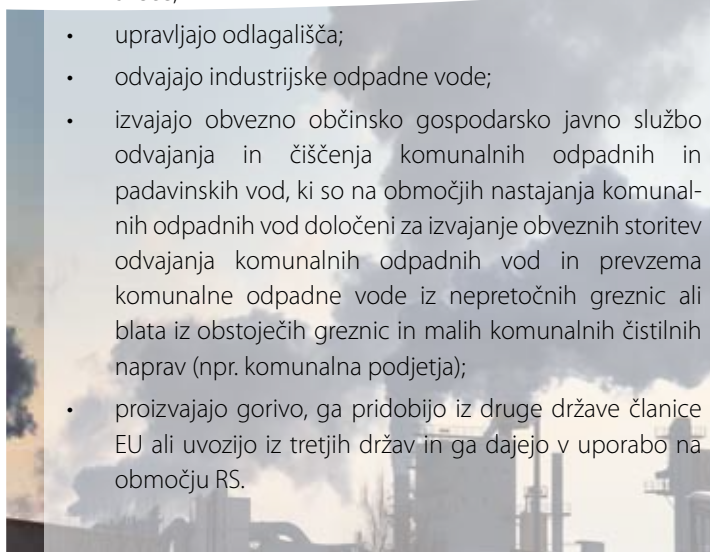 • upravljajo odlagališča;
• odvajajo industrijske odpadne vode;
• izvajajo obvezno občinsko gospodarsko javno službo
odvajanja in čiščenja komunalnih odpadnih in
padavinskih vod, ki so na območjih nastajanja komunal-
nih odpadnih vod določeni za izvajanje obveznih storitev
odvajanja komunalnih odpadnih vod in prevzema
komunalne odpadne vode iz nepretočnih greznic ali
blata iz obstoječih greznic in malih komunalnih čistilnih
naprav (npr. komunalna podjetja);
• proizvajajo gorivo, ga pridobijo iz druge države članice
EU ali uvozijo iz tretjih držav in ga dajejo v uporabo na
območju RS.